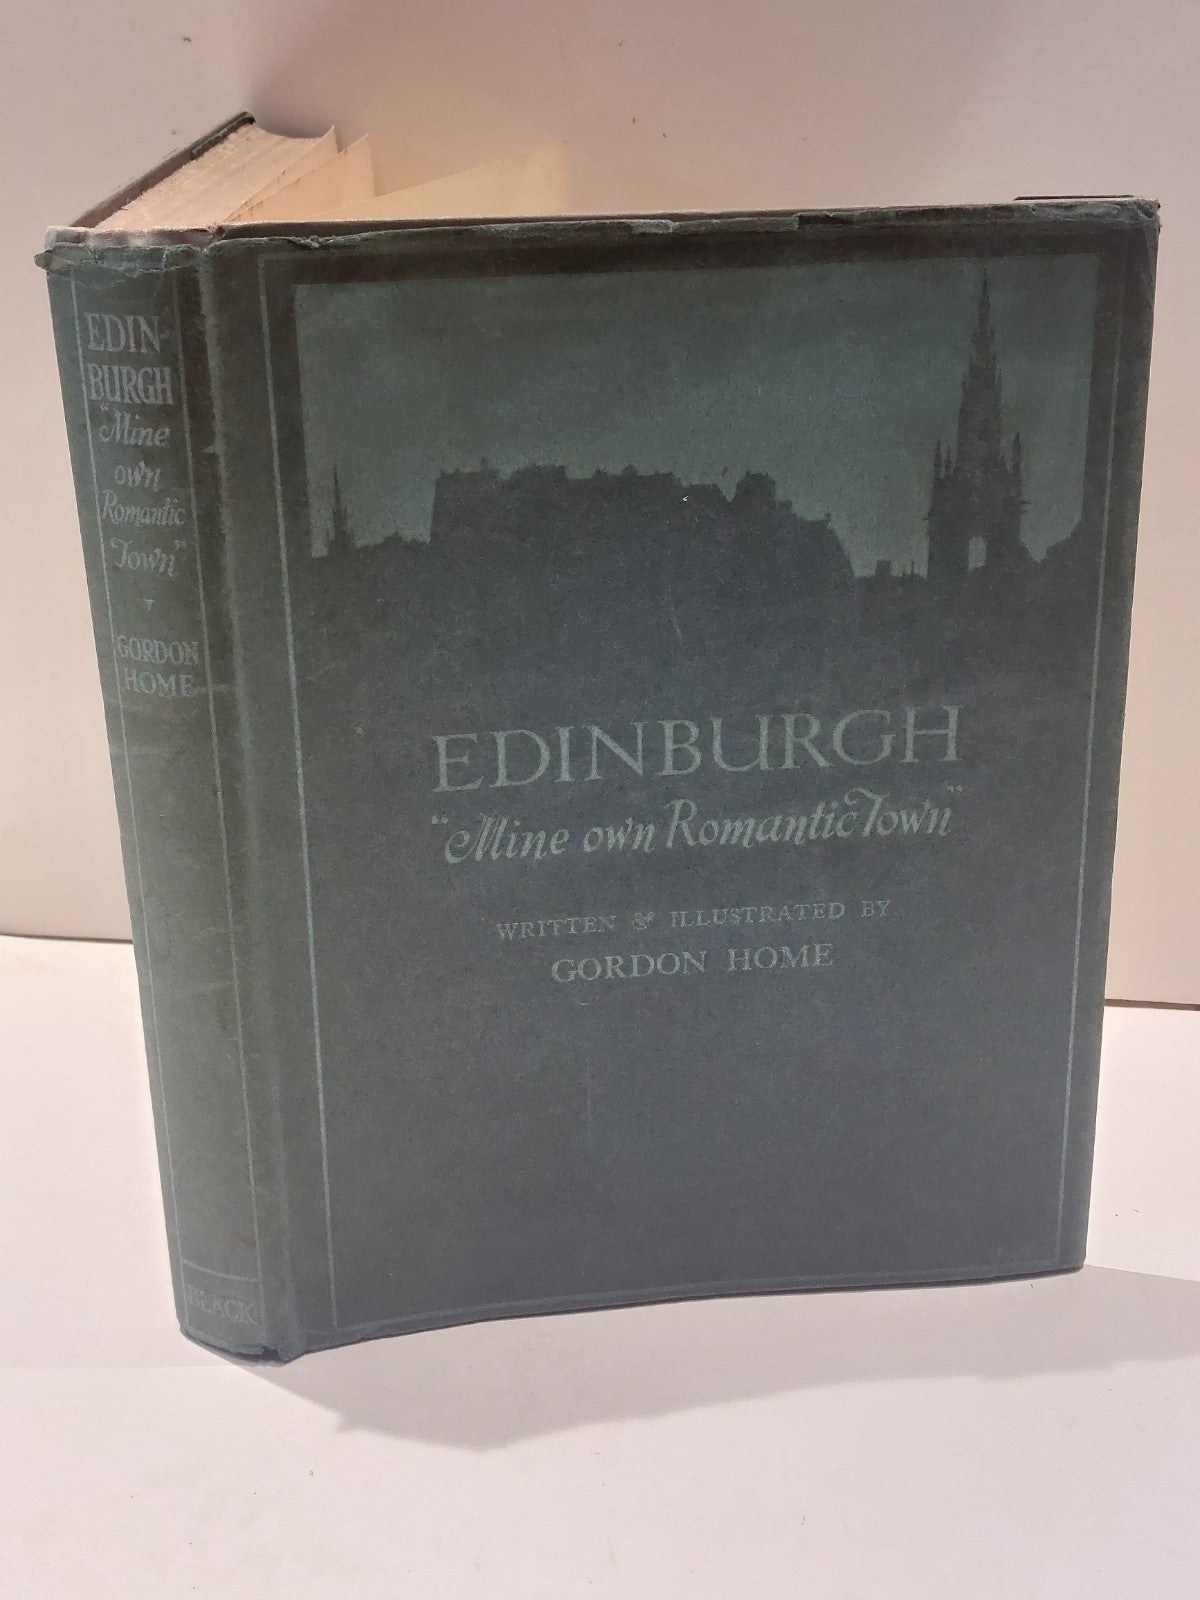 EDIN-
BURGH
"Mine
own
Romantic
Town"
GORDON
HOME
BLACK
EDINBURGH
"Mine own Romantic Town"
WRITTEN & ILLUSTRATED BY
GORDON HOME